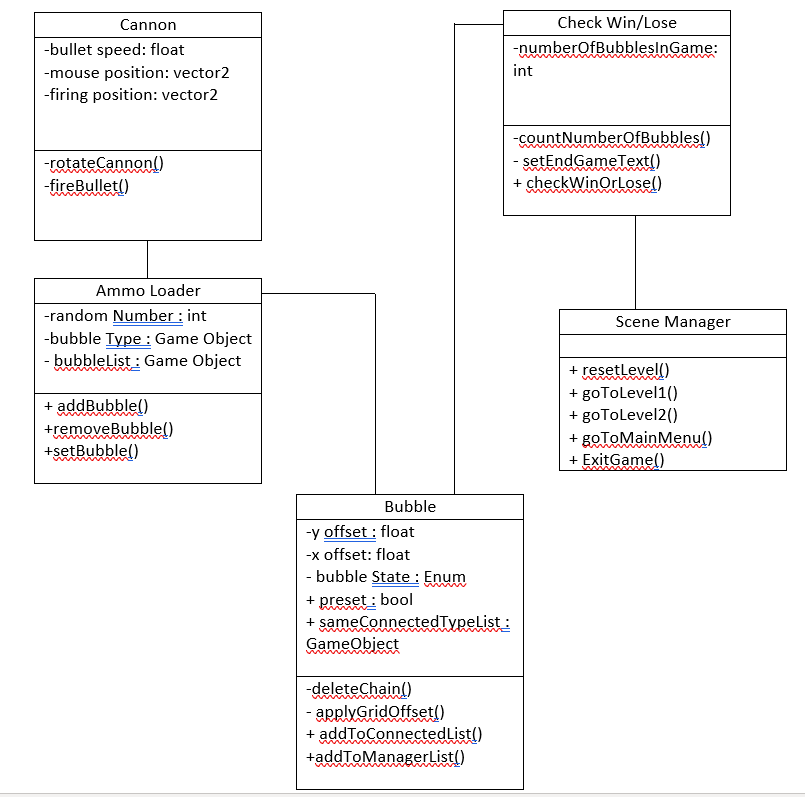 Cannon
-bullet speed: float
-mouse position: vector2
-firing position: vector2
-rotateCannon()
-fireBullet()
Check Win/Lose
-numberOfBubblesInGame:
int
-countNumberOfBubbles()
- setEndGameText()
+ checkWinOrLose()
Ammo Loader
-random Number : int
-bubble Type : Game Object
- bubbleList : Game Object
+ addBubble()
+removeBubble()
+setBubble()
Scene Manager
+ resetLevel()
+ goToLevel1()
+ goToLevel2()
+ goToMainMenu()
+ ExitGame()
Bubble
-y offset : float
-x offset: float
- bubble State : Enum
+ preset : bool
+ sameConnectedTypeList :
GameObject
-deleteChain()
- applyGridOffset()
+ addToConnectedList()
+addToManagerList()